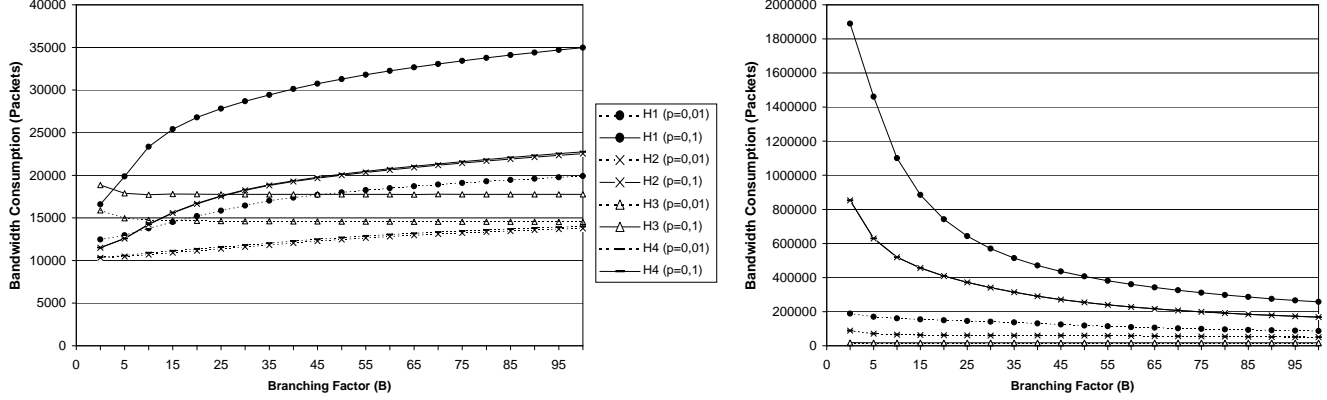 40000
35000
30000
25000
20000
15000
10000
5000
0
Bandwidth Consumption (Packets)
0 5 15 25 35 45 55 65 75 85 95
Branching Factor (B)
H1 (p=0,01)
H1 (p=0,1)
H2 (p=0,01)
H2 (p=0,1)
H3 (p=0,01)
H3 (p=0,1)
H4 (p=0,01)
H4 (p=0,1)
2000000
1800000
1600000
1400000
1200000
1000000
800000
600000
400000
200000
0
Bandwidth Consumption (Packets)
0 5 15 25 35 45 55 65 75 85 95
Branching Factor (B)